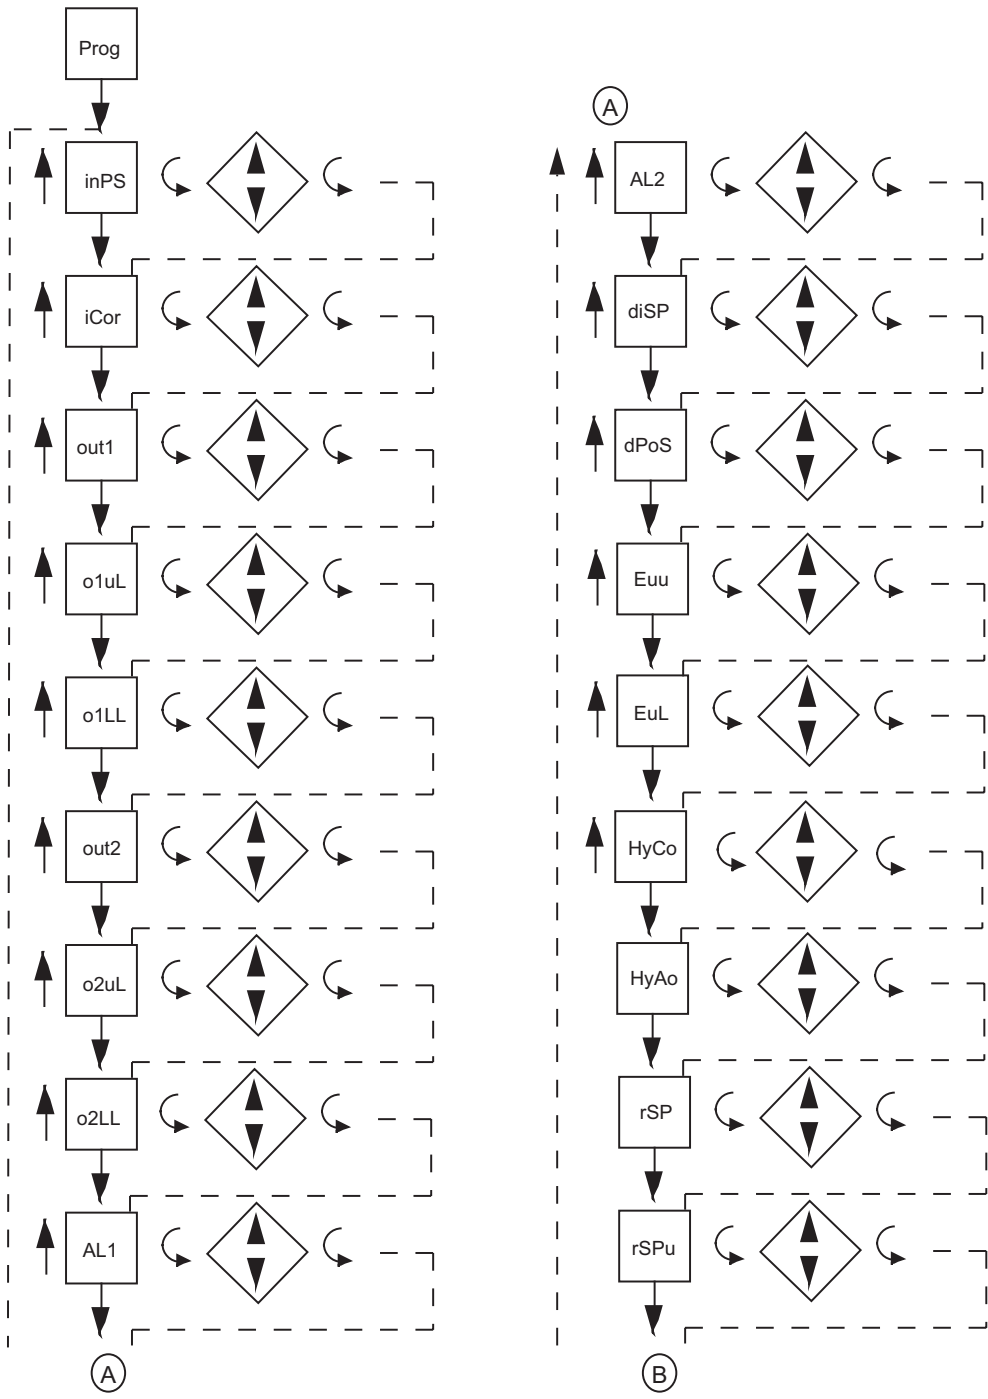 Prog
inPS
iCor
out1
o1uL
o1LL
out2
o2uL
o2LL
AL1
A
A
AL2
diSP
dPoS
Euu
EuL
HyCo
HyAo
rSP
rSPu
B